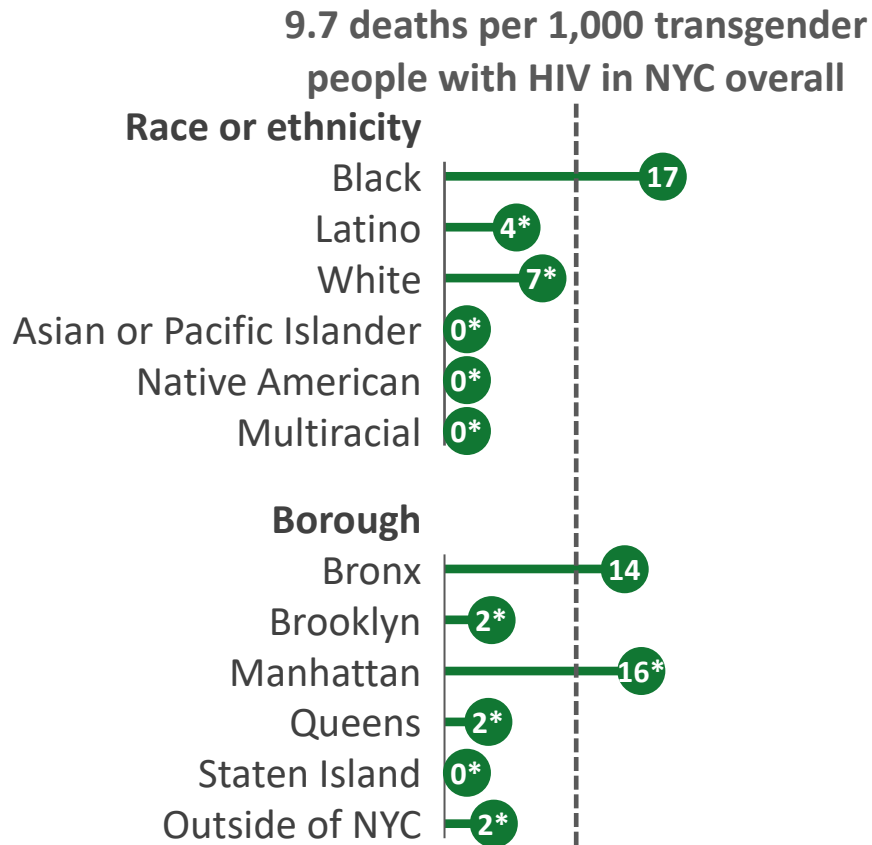 9.7 deaths per 1,000 transgender
people with HIV in NYC overall
Race or ethnicity
Black 17
Latino 4*
White 7*
Asian or Pacific Islander 0*
Native American 0*
Multiracial 0*
Borough
Bronx 14
Brooklyn 2*
Manhattan 16*
Queens 2*
Staten Island 0*
Outside of NYC 2*